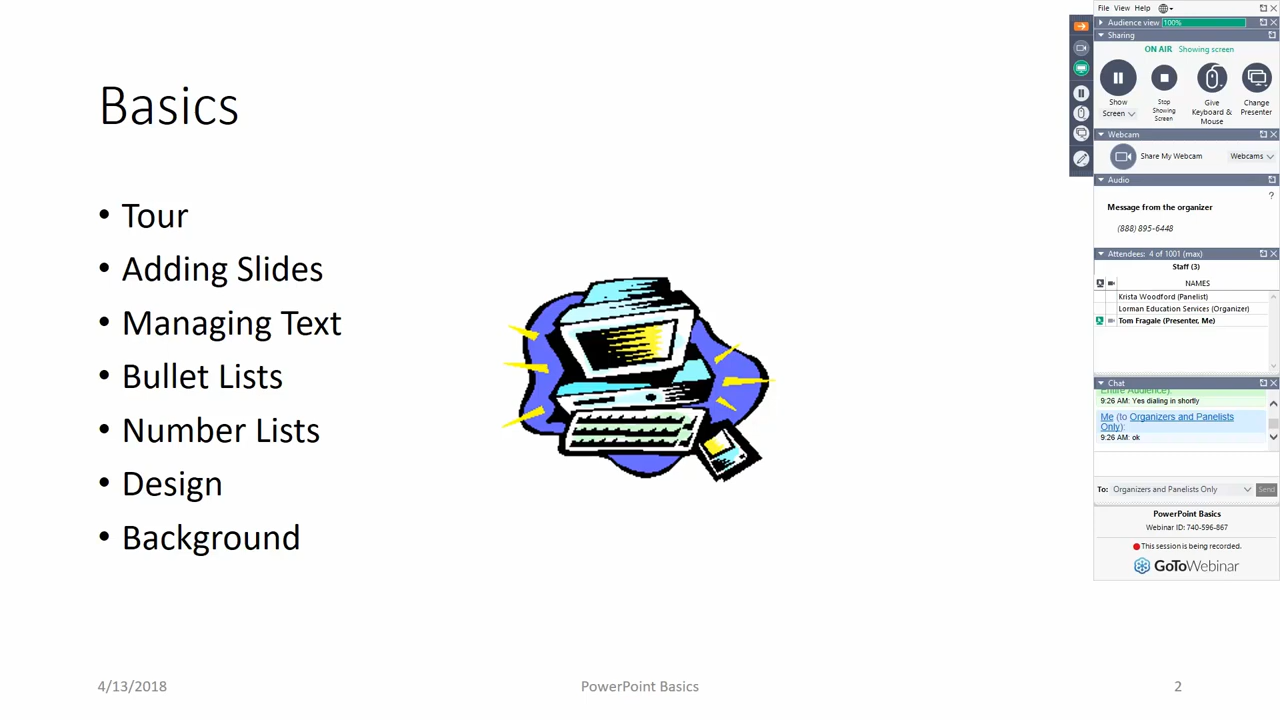 Basics
• Tour
• Adding Slides
• Managing Text
• Bullet Lists
• Number Lists
• Design
• Background
4/13/2018
PowerPoint Basics
2
File View Help
Audience view 100%
Sharing
ON AIR Showing screen
Show
Screen
Stop
Showing
Screen
Give
Keyboard &
Mouse
Change
Presenter
Webcam
Share My Webcam
Webcams
Audio
?
Message from the organizer
(888) 895-6448
Attendees: 4 of 1001 (max)
Staff (3)
NAMES
Krista Woodford (Panelist)
Lorman Education Services (Organizer)
Tom Fragale (Presenter, Me)
Chat
Entire Audience):
9:26 AM: Yes dialing in shortly
Me (to Organizers and Panelists
Only):
9:26 AM: ok
To: Organizers and Panelists Only
Send
PowerPoint Basics
Webinar ID: 740-596-867
This session is being recorded.
GoToWebinar